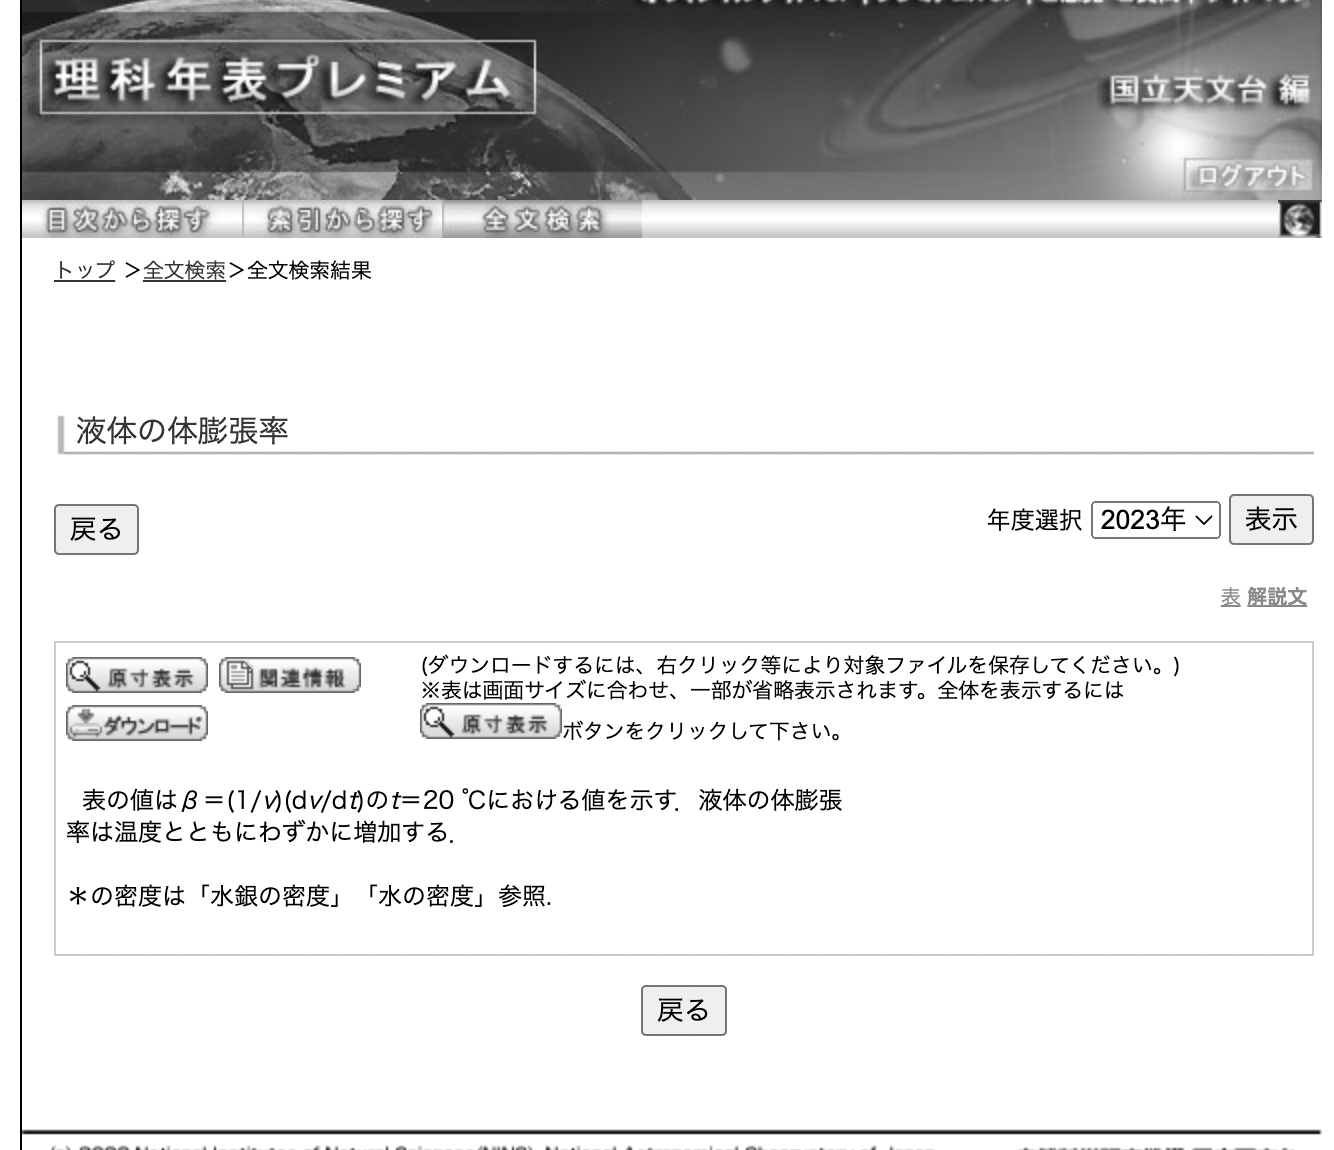 理科年表プレミアム
国立天文台 編
ログアウト
目次から探す 索引から探す 全文検索
トップ >全文検索>全文検索結果
液体の体膨張率
戻る
年度選択 2023年 表示
表 解説文
原寸表示 関連情報 (ダウンロードするには、右クリック等により対象ファイルを保存してください。)
※表は画面サイズに合わせ、一部が省略表示されます。全体を表示するには
ダウンロード 原寸表示 ボタンをクリックして下さい。
表の値はβ＝(1/v)(dv/dt)のt＝20 ℃における値を示す．液体の体膨張
率は温度とともにわずかに増加する．
＊の密度は「水銀の密度」「水の密度」参照．
戻る